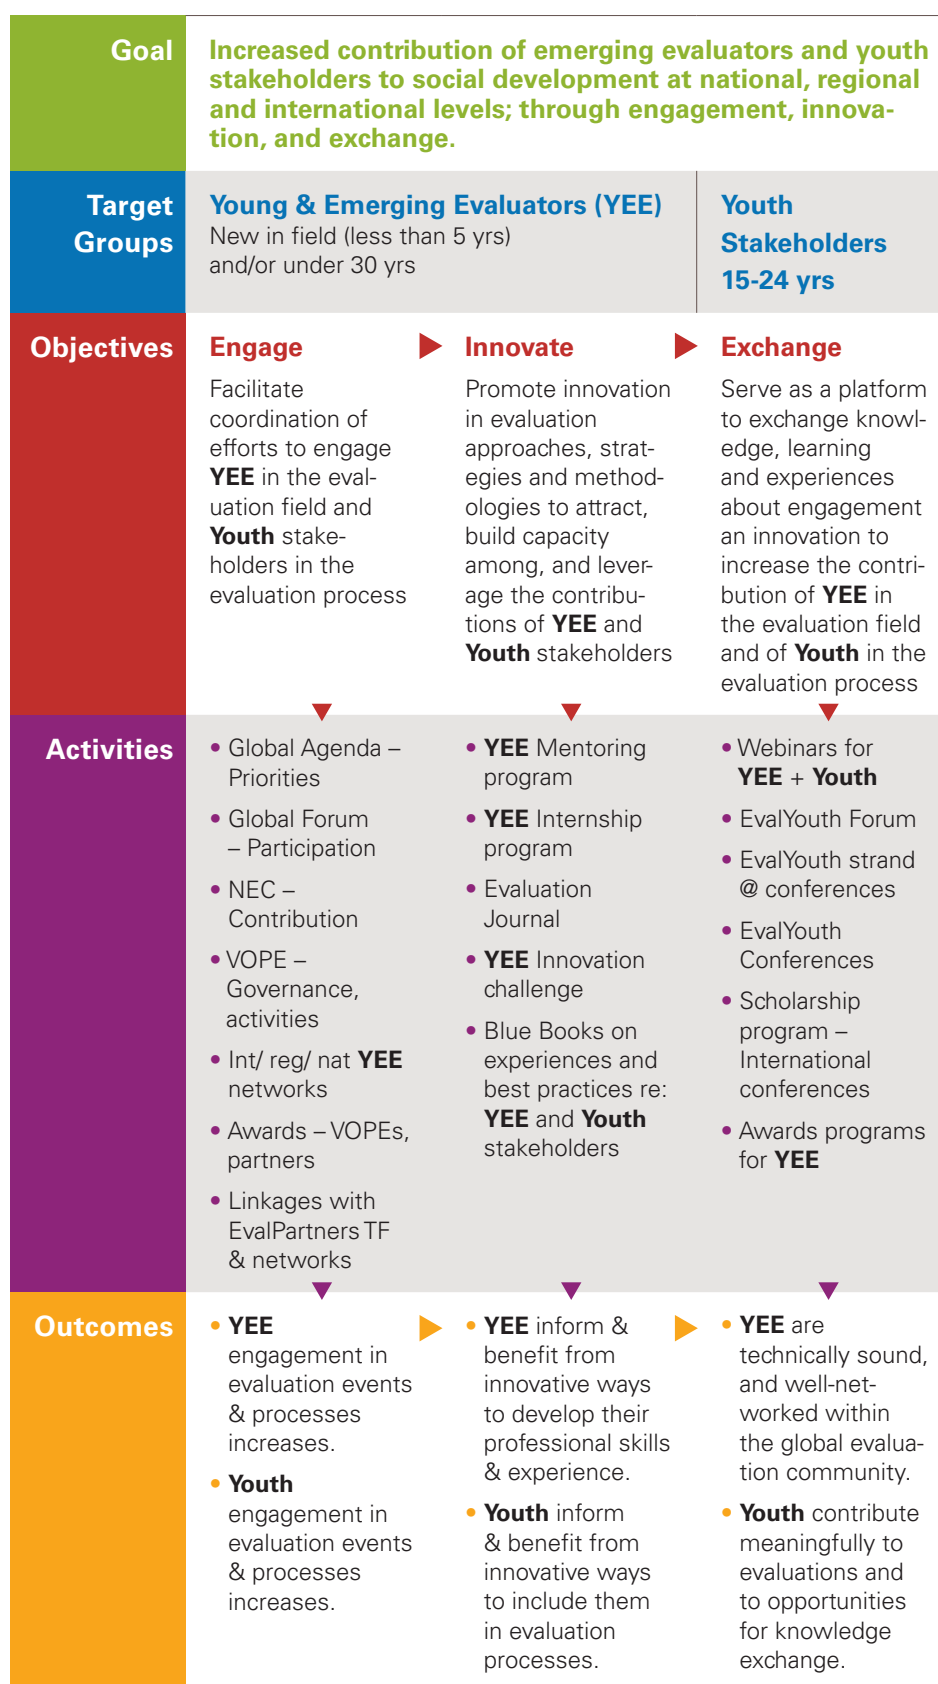 Goal
Increased contribution of emerging evaluators and youth
stakeholders to social development at national, regional
and international levels; through engagement, innova-
tion, and exchange.
Target
Groups
Young & Emerging Evaluators (YEE)
New in field (less than 5 yrs)
and/or under 30 yrs
Youth
Stakeholders
15-24 yrs
Objectives
Engage
Facilitate
coordination of
efforts to engage
YEE in the eval-
uation field and
Youth stake-
holders in the
evaluation process
Innovate
Promote innovation
in evaluation
approaches, strat-
egies and method-
ologies to attract,
build capacity
among, and lever-
age the contribu-
tions of YEE and
Youth stakeholders
Exchange
Serve as a platform
to exchange knowl-
edge, learning
and experiences
about engagement
an innovation to
increase the contri-
bution of YEE in
the evaluation field
and of Youth in the
evaluation process
Activities
• Global Agenda –
Priorities
• Global Forum
– Participation
• NEC –
Contribution
• VOPE –
Governance,
activities
• Int/ reg/ nat YEE
networks
• Awards – VOPEs,
partners
• Linkages with
EvalPartners TF
& networks
• YEE Mentoring
program
• YEE Internship
program
• Evaluation
Journal
• YEE Innovation
challenge
• Blue Books on
experiences and
best practices re:
YEE and Youth
stakeholders
• Webinars for
YEE + Youth
• EvalYouth Forum
• EvalYouth strand
@ conferences
• EvalYouth
Conferences
• Scholarship
program –
International
conferences
• Awards programs
for YEE
Outcomes
• YEE
engagement in
evaluation events
& processes
increases.
• Youth
engagement in
evaluation events
& processes
increases.
• YEE inform &
benefit from
innovative ways
to develop their
professional skills
& experience.
• Youth inform
& benefit from
innovative ways
to include them
in evaluation
processes.
• YEE are
technically sound,
and well-net-
worked within
the global evalua-
tion community.
• Youth contribute
meaningfully to
evaluations and
to opportunities
for knowledge
exchange.